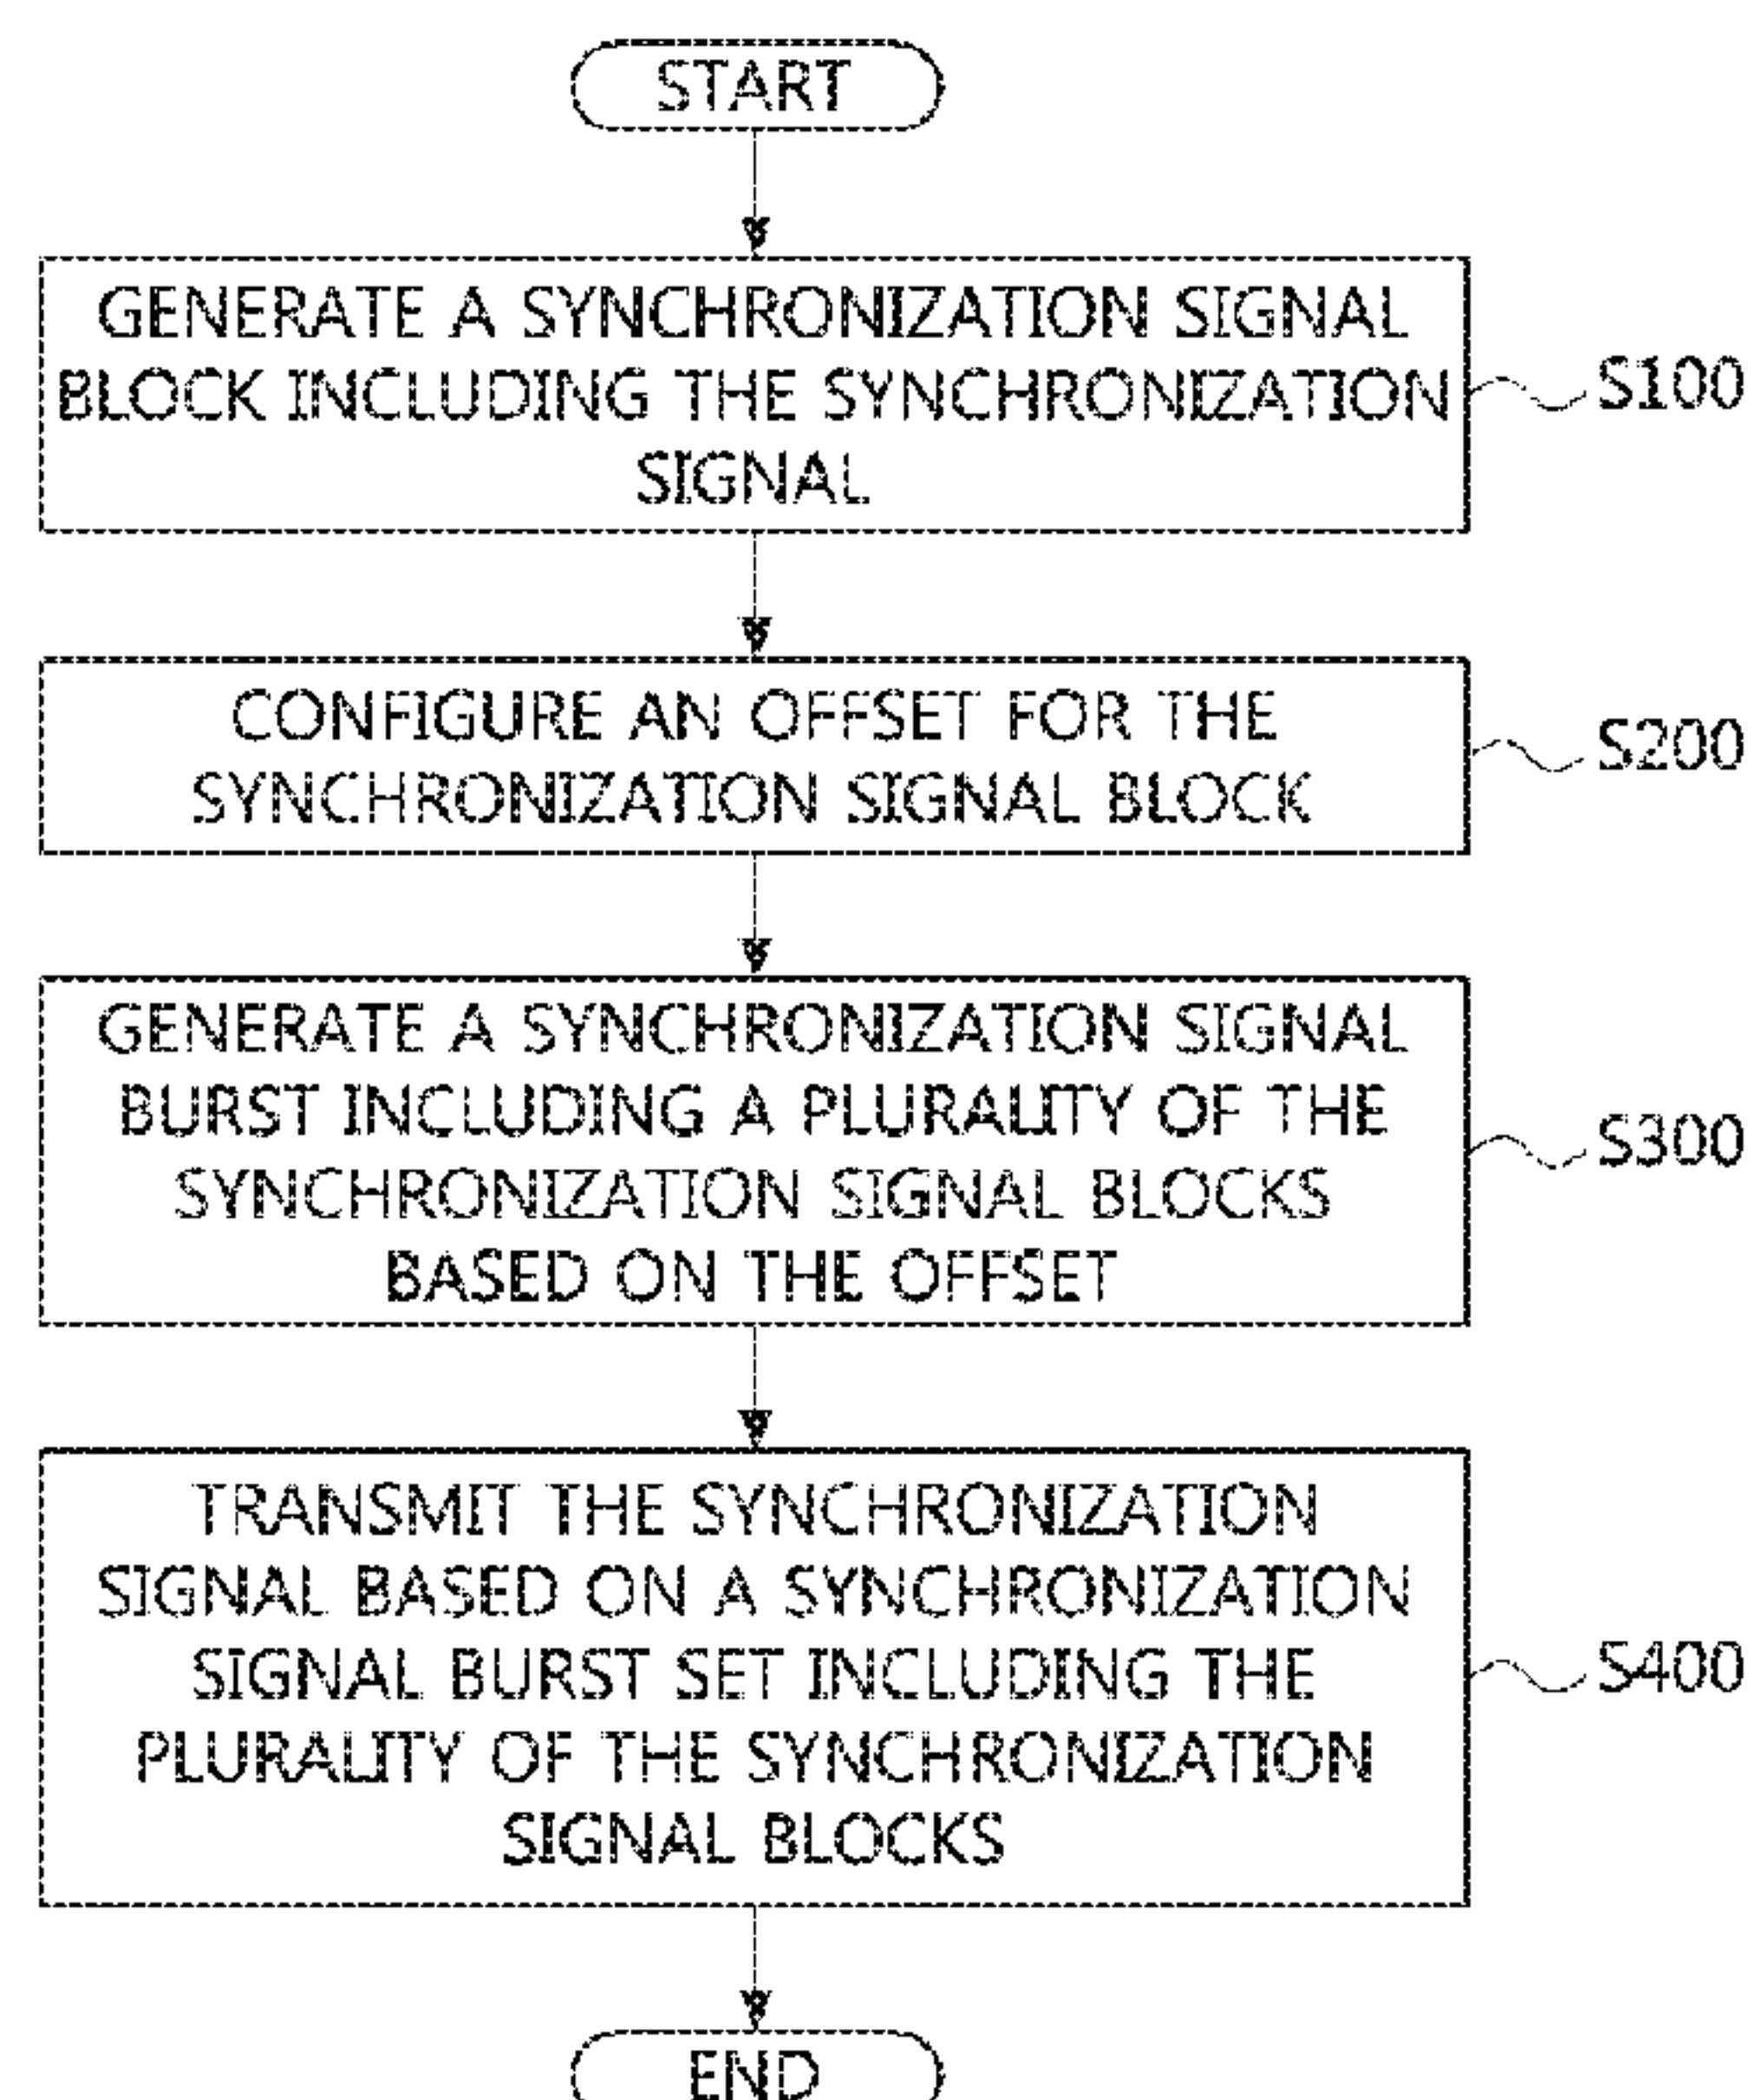 START
GENERATE A SYNCHRONIZATION SIGNAL
BLOCK INCLUDING THE SYNCHRONIZATION
SIGNAL
S100
CONFIGURE AN OFFSET FOR THE
SYNCHRONIZATION SIGNAL BLOCK
S200
GENERATE A SYNCHRONIZATION SIGNAL
BURST INCLUDING A PLURALITY OF THE
SYNCHRONIZATION SIGNAL BLOCKS
BASED ON THE OFFSET
S300
TRANSMIT THE SYNCHRONIZATION
SIGNAL BASED ON A SYNCHRONIZATION
SIGNAL BURST SET INCLUDING THE
PLURALITY OF THE SYNCHRONIZATION
SIGNAL BLOCKS
S400
END